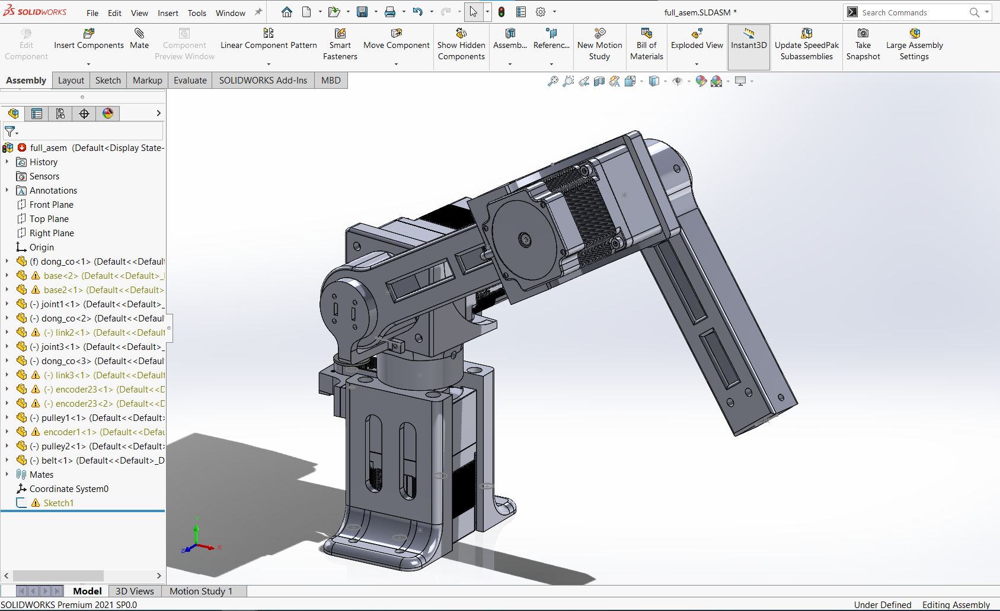 SOLIDWORKS
File Edit View Insert Tools Window
full_asem.SLDASM *
Search Commands
Edit Component
Insert Components
Mate
Component Preview Window
Linear Component Pattern
Smart Fasteners
Move Component
Show Hidden Components
Assemb...
Referenc...
New Motion Study
Bill of Materials
Exploded View
Instant3D
Update SpeedPak Subassemblies
Take Snapshot
Large Assembly Settings
Assembly Layout Sketch Markup Evaluate SOLIDWORKS Add-Ins MBD
full_asem (Default<Display State-
History
Sensors
Annotations
Front Plane
Top Plane
Right Plane
Origin
(f) dong_co<1> (Default<<Defaul
base<2> (Default<<Default>_
base2<1> (Default<<Default>
(-) joint1<1> (Default<<Default>_
(-) dong_co<2> (Default<<Defaul
(-) link2<1> (Default<<Default
(-) joint3<1> (Default<<Default>_
(-) dong_co<3> (Default<<Defaul
(-) link3<1> (Default<<Default
(-) encoder23<1> (Default<<D
(-) encoder23<2> (Default<<D
(-) pulley1<1> (Default<<Default>
encoder1<1> (Default<<Defau
(-) pulley2<1> (Default<<Default>
(-) belt<1> (Default<<Default>_D
Mates
Coordinate System0
Sketch1
Y
X
Z
Model 3D Views Motion Study 1
SOLIDWORKS Premium 2021 SP0.0
Under Defined Editing Assembly